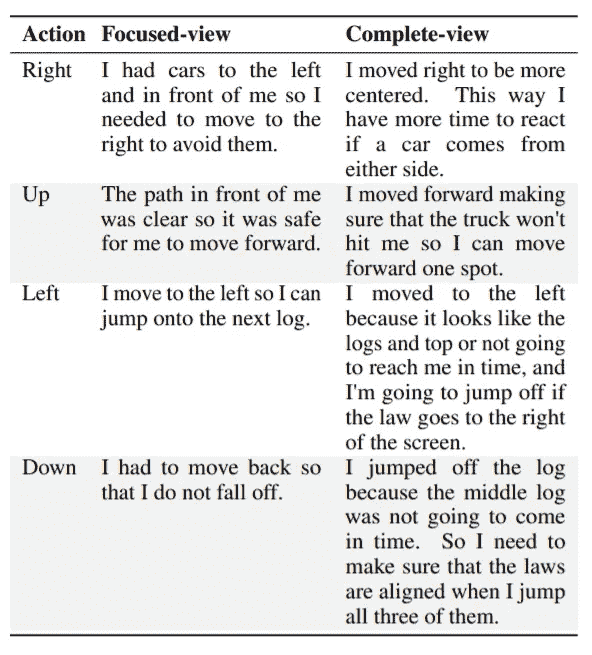 Action Focused-view Complete-view
Right I had cars to the left I moved right to be more
and in front of me so I centered. This way I
needed to move to the have more time to react
right to avoid them. if a car comes from
either side.
Up The path in front of me I moved forward making
was clear so it was safe sure that the truck won't
for me to move forward. hit me so I can move
forward one spot.
Left I move to the left so I can I moved to the left
jump onto the next log. because it looks like the
logs and top or not going
to reach me in time, and
I'm going to jump off if
the law goes to the right
of the screen.
Down I had to move back so I jumped off the log
that I do not fall off. because the middle log
was not going to come
in time. So I need to
make sure that the laws
are aligned when I jump
all three of them.